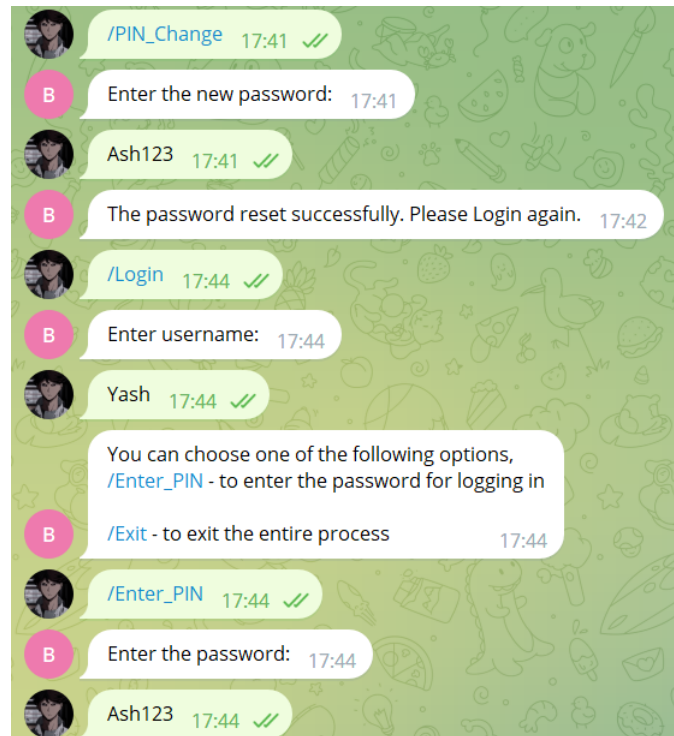 /PIN_Change 17:41
B Enter the new password: 17:41
Ash123 17:41
B The password reset successfully. Please Login again. 17:42
/Login 17:44
B Enter username: 17:44
Yash 17:44
You can choose one of the following options,
/Enter_PIN - to enter the password for logging in
B /Exit - to exit the entire process 17:44
/Enter_PIN 17:44
B Enter the password: 17:44
Ash123 17:44